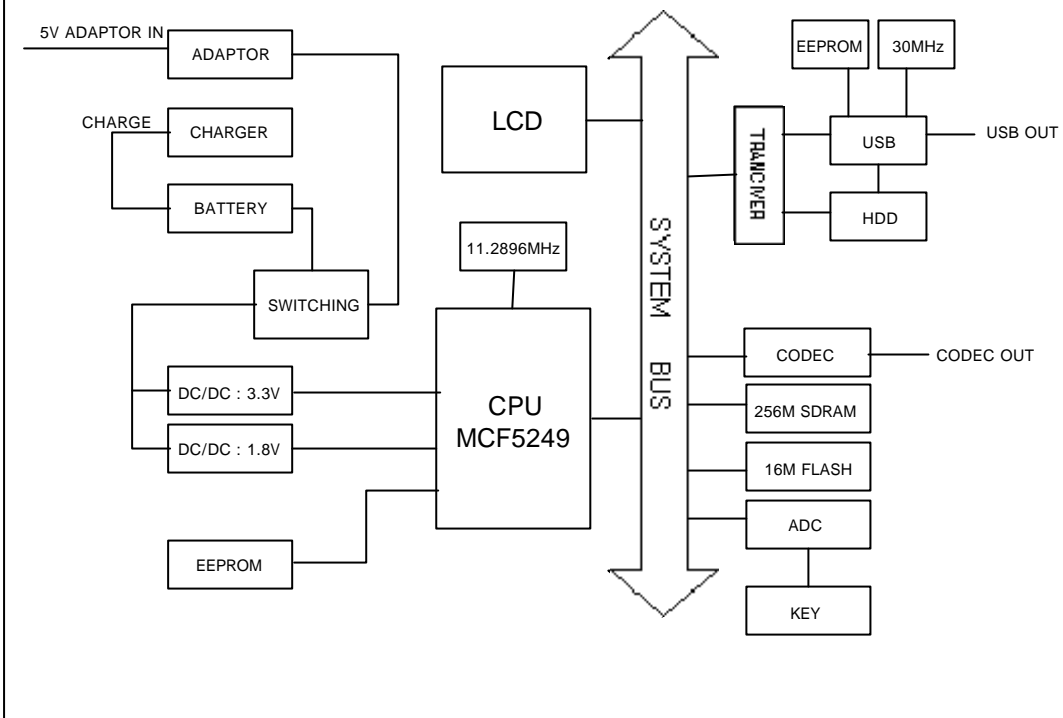 5V ADAPTOR IN
ADAPTOR
CHARGE
CHARGER
BATTERY
SWITCHING
DC/DC : 3.3V
DC/DC : 1.8V
EEPROM
LCD
11.2896MHz
CPU
MCF5249
SYSTEM BUS
EEPROM
30MHz
TRANCIVER
USB
USB OUT
HDD
CODEC
CODEC OUT
256M SDRAM
16M FLASH
ADC
KEY